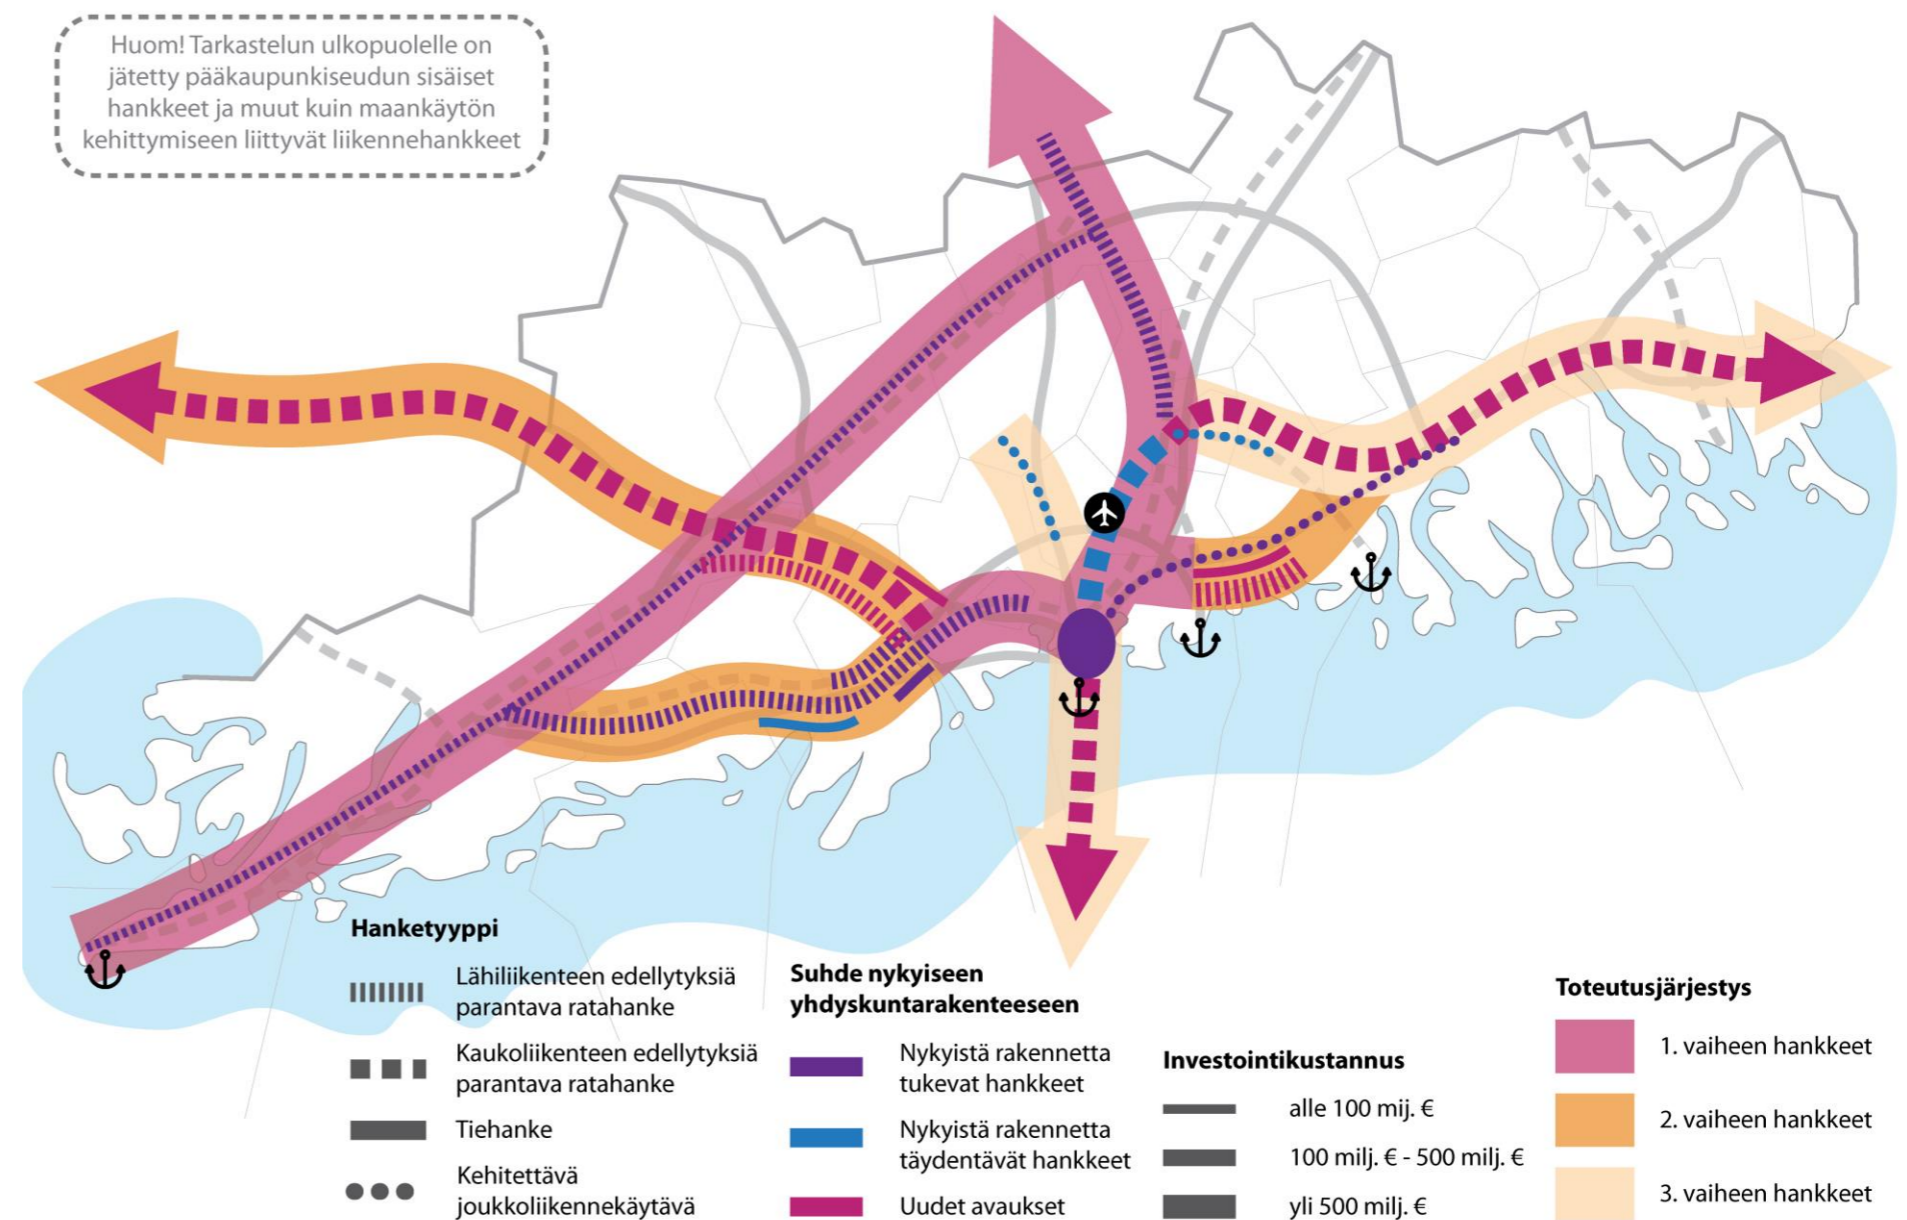 Huom! Tarkastelun ulkopuolelle on
jätetty pääkaupunkiseudun sisäiset
hankkeet ja muut kuin maankäytön
kehittymiseen liittyvät liikennehankkeet
Hanketyyppi
Lähiliikenteen edellytyksiä
parantava ratahanke
Kaukoliikenteen edellytyksiä
parantava ratahanke
Tiehanke
Kehitettävä
joukkoliikennekäytävä
Suhde nykyiseen
yhdyskuntarakenteeseen
Nykyistä rakennetta
tukevat hankkeet
Nykyistä rakennetta
täydentävät hankkeet
Uudet avaukset
Investointikustannus
alle 100 mij. €
100 milj. € - 500 milj. €
yli 500 milj. €
Toteutusjärjestys
1. vaiheen hankkeet
2. vaiheen hankkeet
3. vaiheen hankkeet